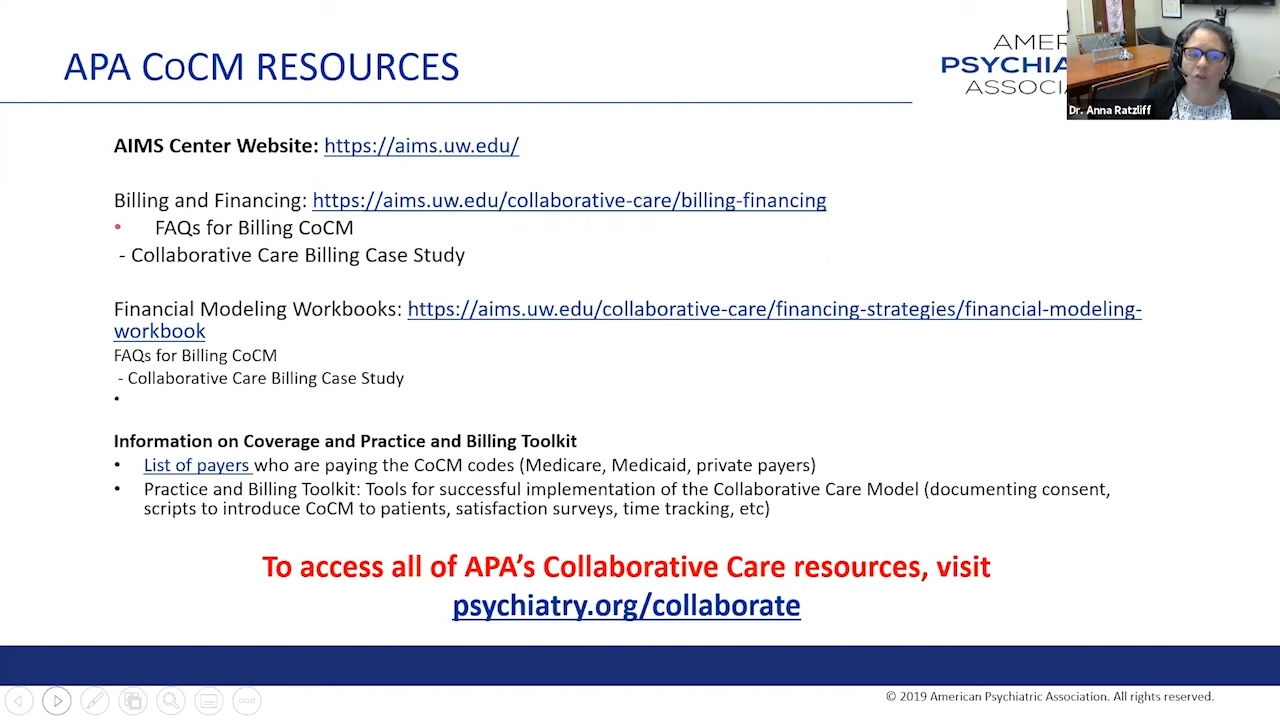 APA CoCM RESOURCES
AMER
PSYCHI
ASSOCI
Dr. Anna Ratzliff
AIMS Center Website: https://aims.uw.edu/
Billing and Financing: https://aims.uw.edu/collaborative-care/billing-financing
• FAQs for Billing CoCM
- Collaborative Care Billing Case Study
Financial Modeling Workbooks: https://aims.uw.edu/collaborative-care/financing-strategies/financial-modeling-
workbook
FAQs for Billing CoCM
- Collaborative Care Billing Case Study
•
Information on Coverage and Practice and Billing Toolkit
• List of payers who are paying the CoCM codes (Medicare, Medicaid, private payers)
• Practice and Billing Toolkit: Tools for successful implementation of the Collaborative Care Model (documenting consent,
scripts to introduce CoCM to patients, satisfaction surveys, time tracking, etc)
To access all of APA’s Collaborative Care resources, visit
psychiatry.org/collaborate
© 2019 American Psychiatric Association. All rights reserved.